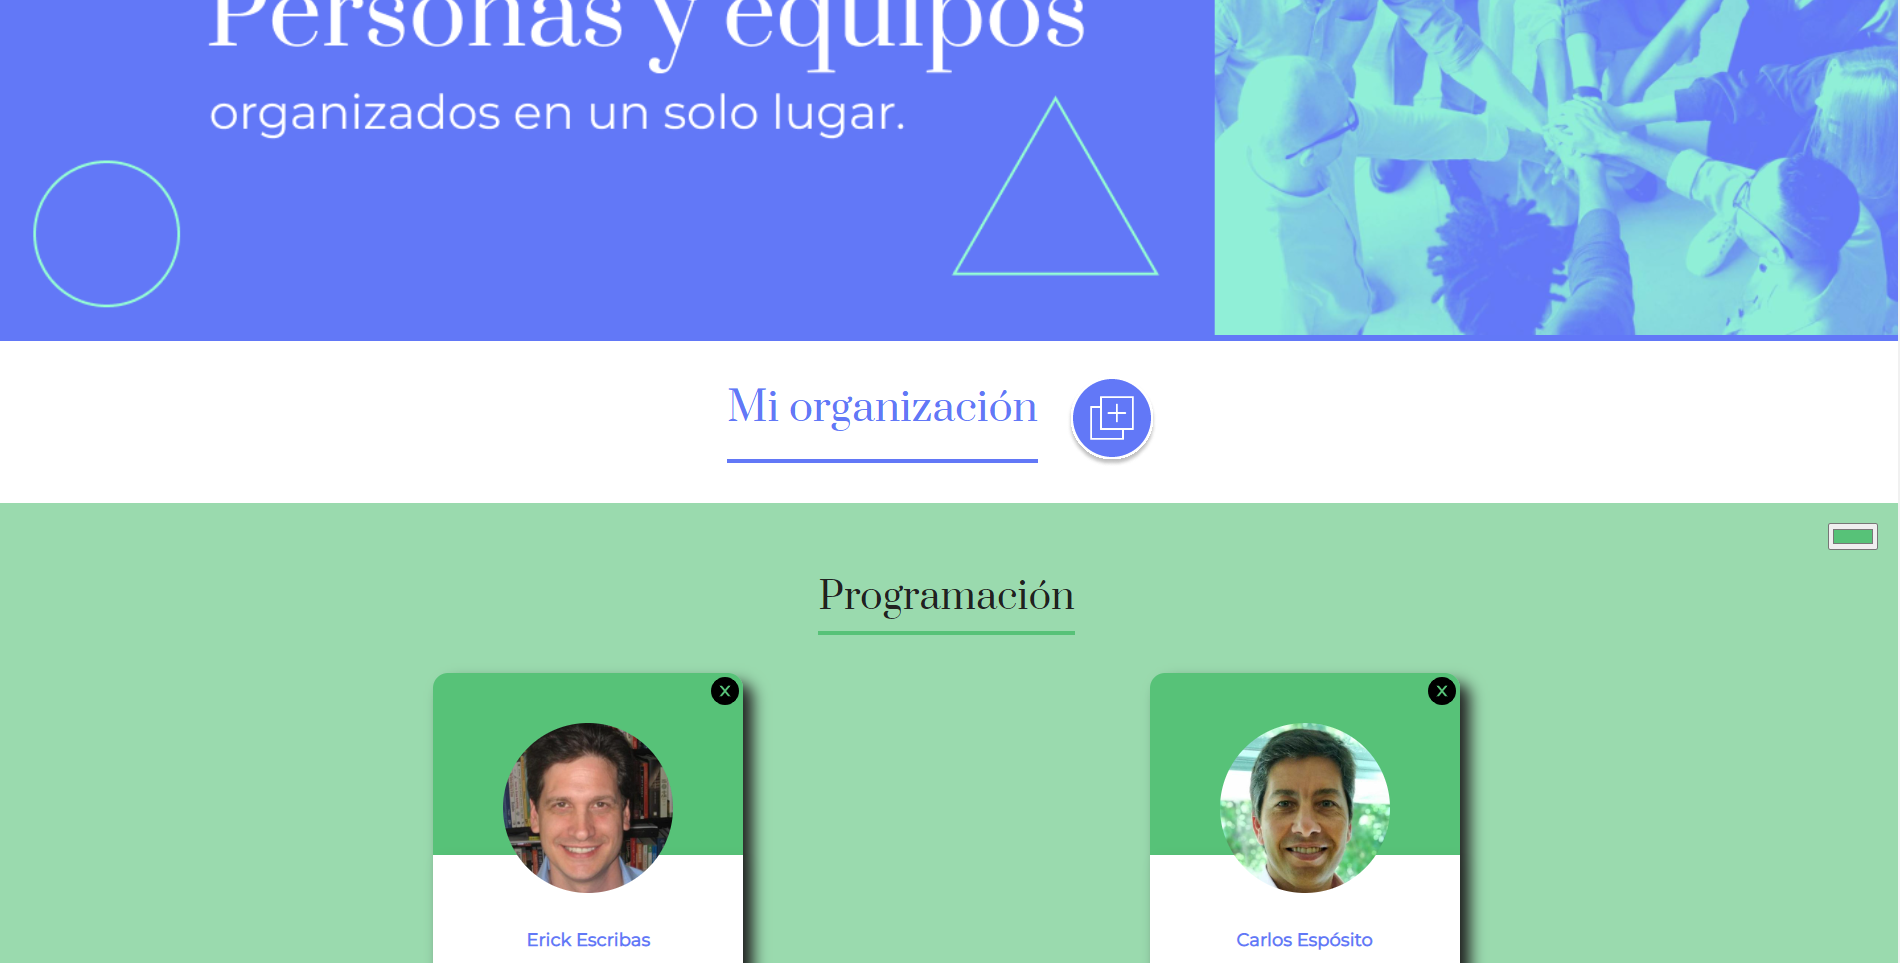 Personas y equipos
organizados en un solo lugar.
Mi organización
Programación
X
X
Erick Escribas
Carlos Espósito